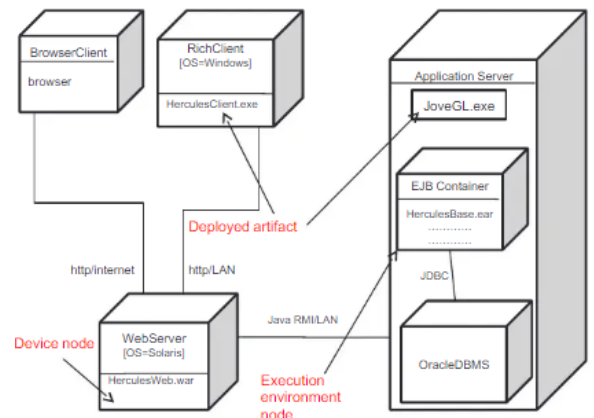 BrowserClient
browser
RichClient
[OS=Windows]
HerculesClient.exe
Application Server
JoveGL.exe
EJB Container
HerculesBase.ear
............
............
Deployed artifact
http/internet
http/LAN
JDBC
Java RMI/LAN
WebServer
[OS=Solaris]
HerculesWeb.war
Device node
OracleDBMS
Execution
environment
node